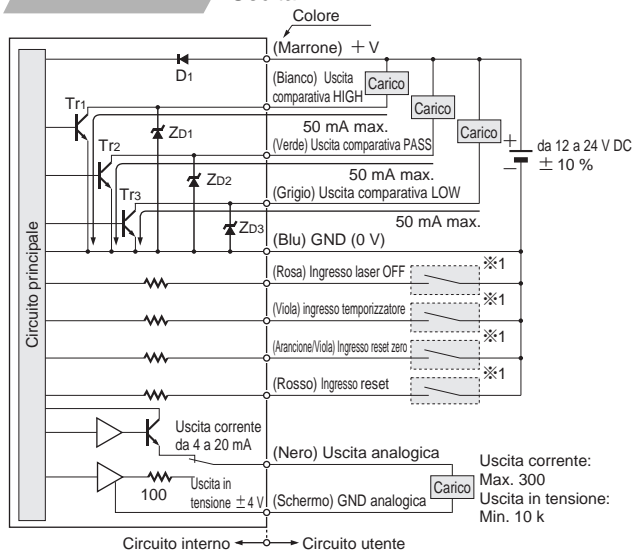 Colore
(Marrone) + V
D1
(Bianco) Uscita
comparativa HIGH
Carico
Tr1
Carico
ZD1
50 mA max.
Carico
Tr2
(Verde) Uscita comparativa PASS
+
da 12 a 24 V DC
− ± 10 %
50 mA max.
ZD2
Tr3
(Grigio) Uscita comparativa LOW
50 mA max.
ZD3
(Blu) GND (0 V)
Circuito principale
(Rosa) Ingresso laser OFF
※1
(Viola) ingresso temporizzatore
※1
(Arancione/Viola) Ingresso reset zero
※1
(Rosso) Ingresso reset
※1
Uscita corrente
da 4 a 20 mA
(Nero) Uscita analogica
Uscita corrente:
Max. 300
Uscita in tensione:
Min. 10 k
Carico
100
Uscita in
tensione ± 4 V
(Schermo) GND analogica
Circuito interno
Circuito utente